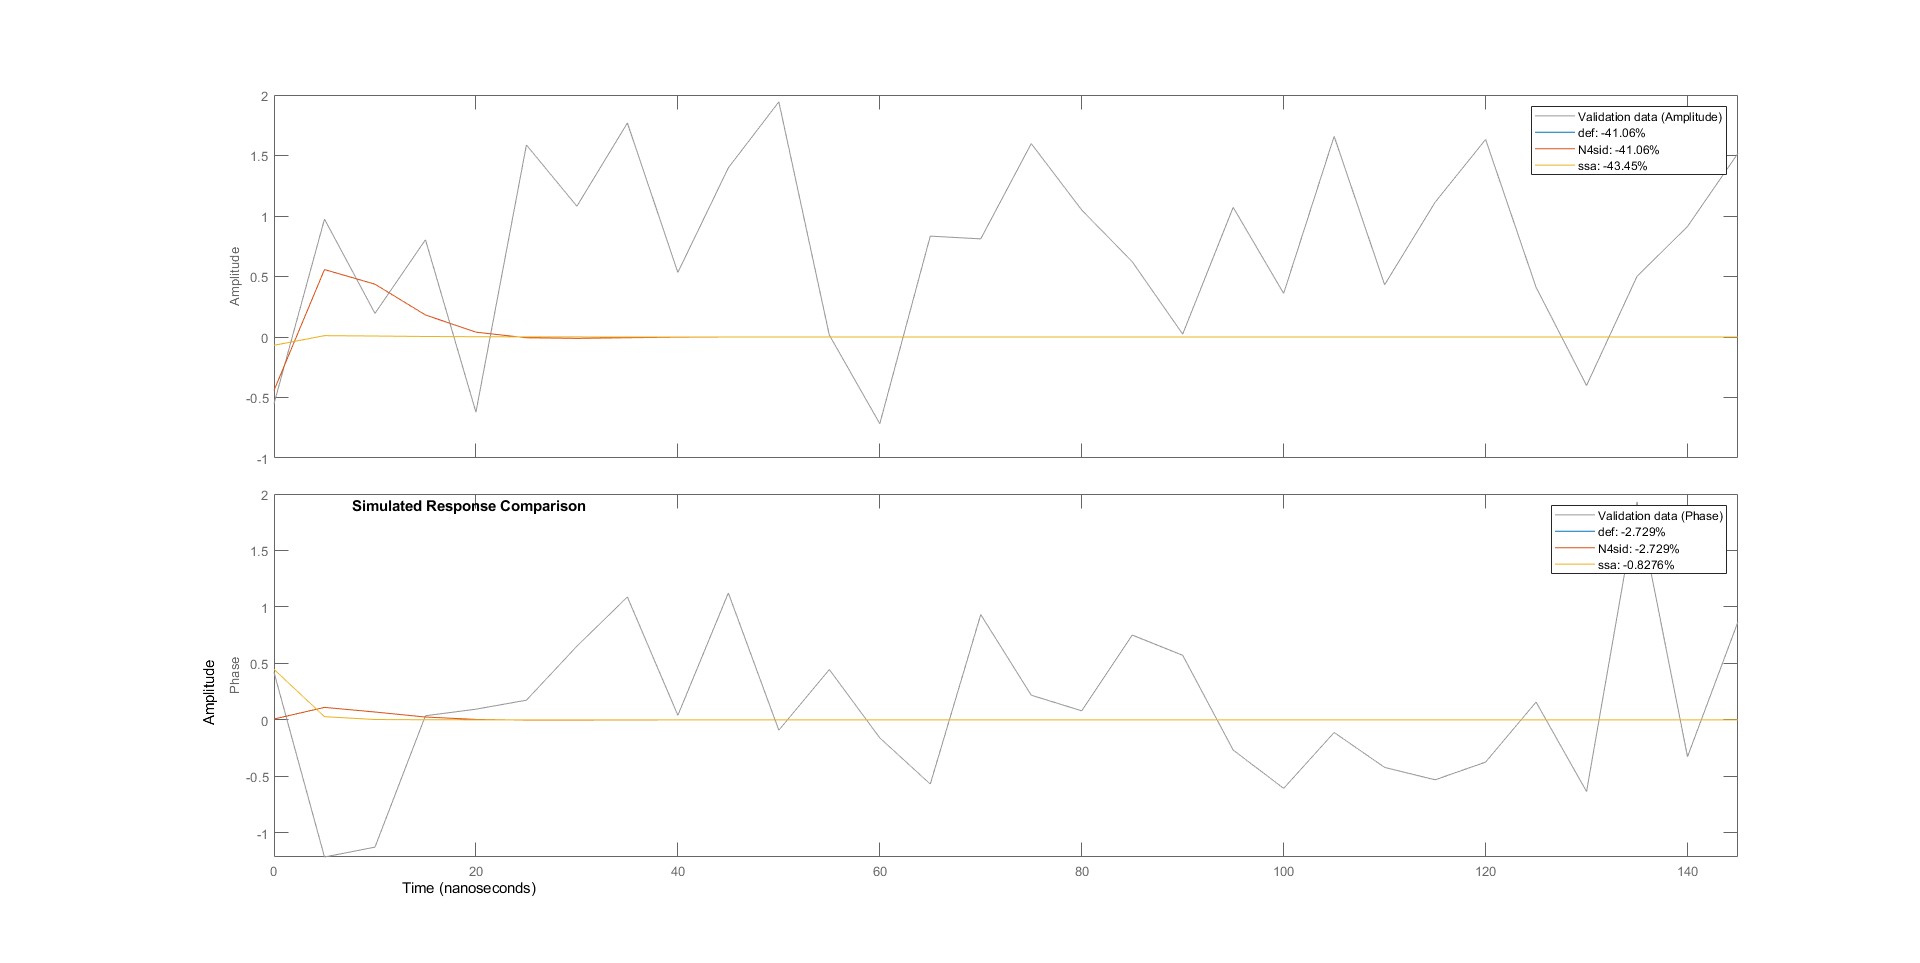 2
1.5
1
0.5
0
-0.5
-1
Amplitude
Validation data (Amplitude)
def: -41.06%
N4sid: -41.06%
ssa: -43.45%
Simulated Response Comparison
2
1.5
1
0.5
0
-0.5
-1
Amplitude
Phase
Validation data (Phase)
def: -2.729%
N4sid: -2.729%
ssa: -0.8276%
0 20 40 60 80 100 120 140
Time (nanoseconds)